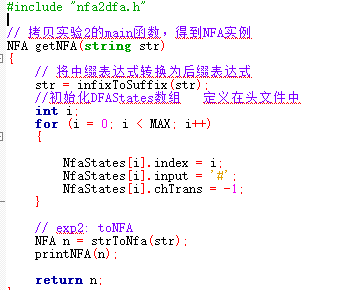 #include "nfa2dfa.h"
// 拷贝实验2的main函数，得到NFA实例
NFA getNFA(string str)
{
// 将中缀表达式转换为后缀表达式
str = infixToSuffix(str);
//初始化DFAStates数组 定义在头文件中
int i;
for (i = 0; i < MAX; i++)
{
NfaStates[i].index = i;
NfaStates[i].input = '#';
NfaStates[i].chTrans = -1;
}
// exp2: toNFA
NFA n = strToNfa(str);
printNFA(n);
return n;